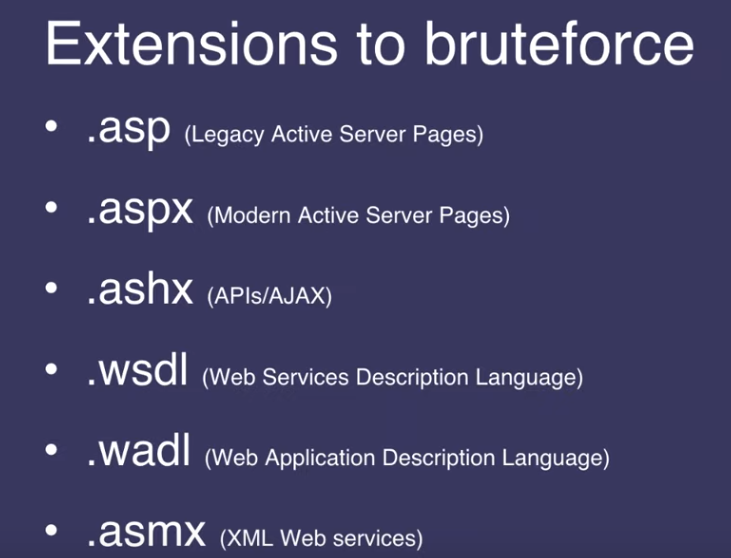 Extensions to bruteforce
• .asp (Legacy Active Server Pages)
• .aspx (Modern Active Server Pages)
• .ashx (APIs/AJAX)
• .wsdl (Web Services Description Language)
• .wadl (Web Application Description Language)
• .asmx (XML Web services)